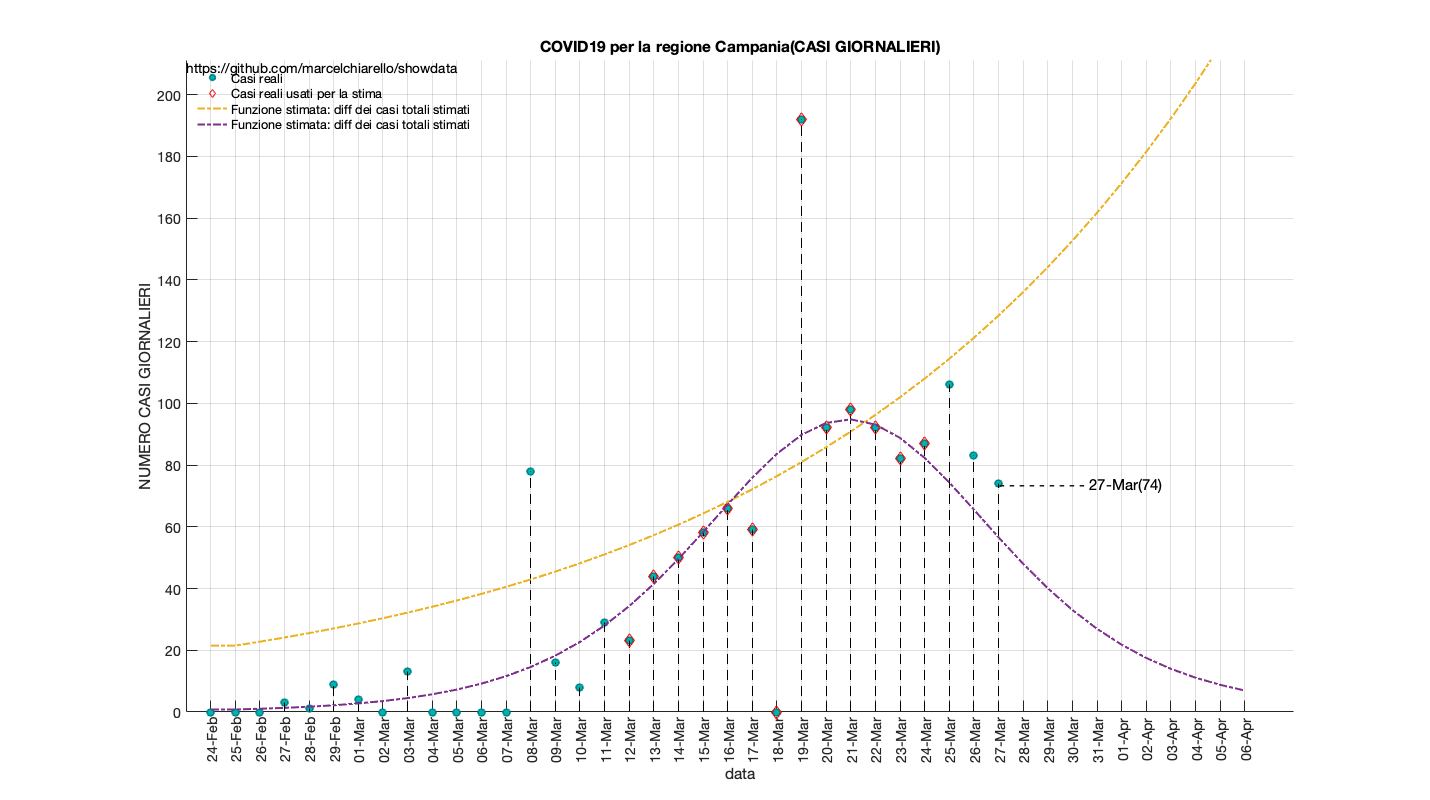 COVID19 per la regione Campania(CASI GIORNALIERI)
https://github.com/marcelchiarello/showdata
Casi reali
Casi reali usati per la stima
Funzione stimata: diff dei casi totali stimati
Funzione stimata: diff dei casi totali stimati
200
180
160
140
120
100
80
60
40
20
0
NUMERO CASI GIORNALIERI
27-Mar(74)
24-Feb
25-Feb
26-Feb
27-Feb
28-Feb
29-Feb
01-Mar
02-Mar
03-Mar
04-Mar
05-Mar
06-Mar
07-Mar
08-Mar
09-Mar
10-Mar
11-Mar
12-Mar
13-Mar
14-Mar
15-Mar
16-Mar
17-Mar
18-Mar
19-Mar
20-Mar
21-Mar
22-Mar
23-Mar
24-Mar
25-Mar
26-Mar
27-Mar
28-Mar
29-Mar
30-Mar
31-Mar
01-Apr
02-Apr
03-Apr
04-Apr
05-Apr
06-Apr
data